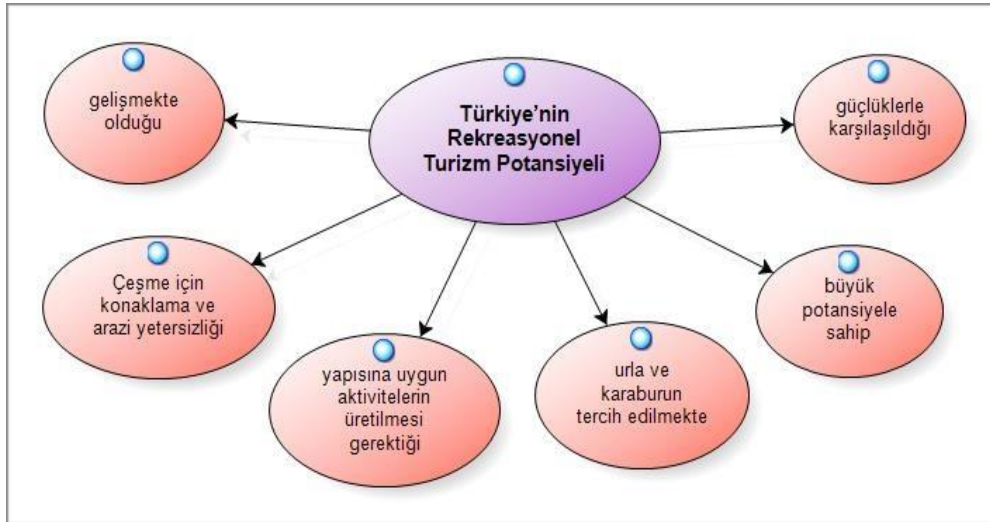 Türkiye'nin
Rekreasyonel
Turizm Potansiyeli
gelişmekte
olduğu
güçlüklerle
karşılaşıldığı
Çeşme için
konaklama ve
arazi yetersizliği
büyük
potansiyele
sahip
yapısına uygun
aktivitelerin
üretilmesi
gerektiği
urla ve
karaburun
tercih edilmekte